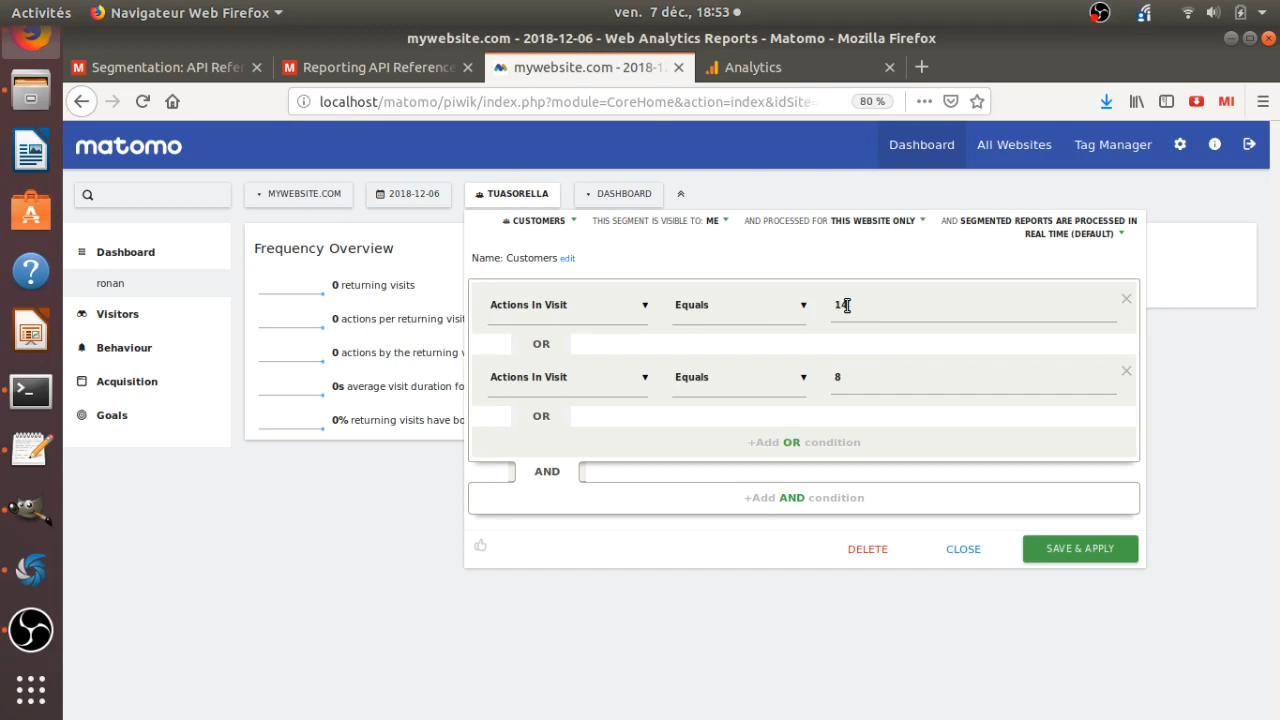 Activités Navigateur Web Firefox ven. 7 déc., 18:53
mywebsite.com - 2018-12-06 - Web Analytics Reports - Matomo - Mozilla Firefox
Segmentation: API Refer Reporting API Reference mywebsite.com - 2018-1 Analytics
localhost/matomo/piwik/index.php?module=CoreHome&action=index&idSite= 80 % MI
matomo Dashboard All Websites Tag Manager
MYWEBSITE.COM 2018-12-06 TUASORELLA DASHBOARD
CUSTOMERS THIS SEGMENT IS VISIBLE TO: ME AND PROCESSED FOR THIS WEBSITE ONLY AND SEGMENTED REPORTS ARE PROCESSED IN
REAL TIME (DEFAULT)
Dashboard
ronan
Visitors
Behaviour
Acquisition
Goals
Frequency Overview
0 returning visits
0 actions per returning visit
0 actions by the returning v
0s average visit duration fo
0% returning visits have bo
Name: Customers edit
Actions In Visit Equals 14
OR
Actions In Visit Equals 8
OR
+Add OR condition
AND
+Add AND condition
DELETE CLOSE SAVE & APPLY